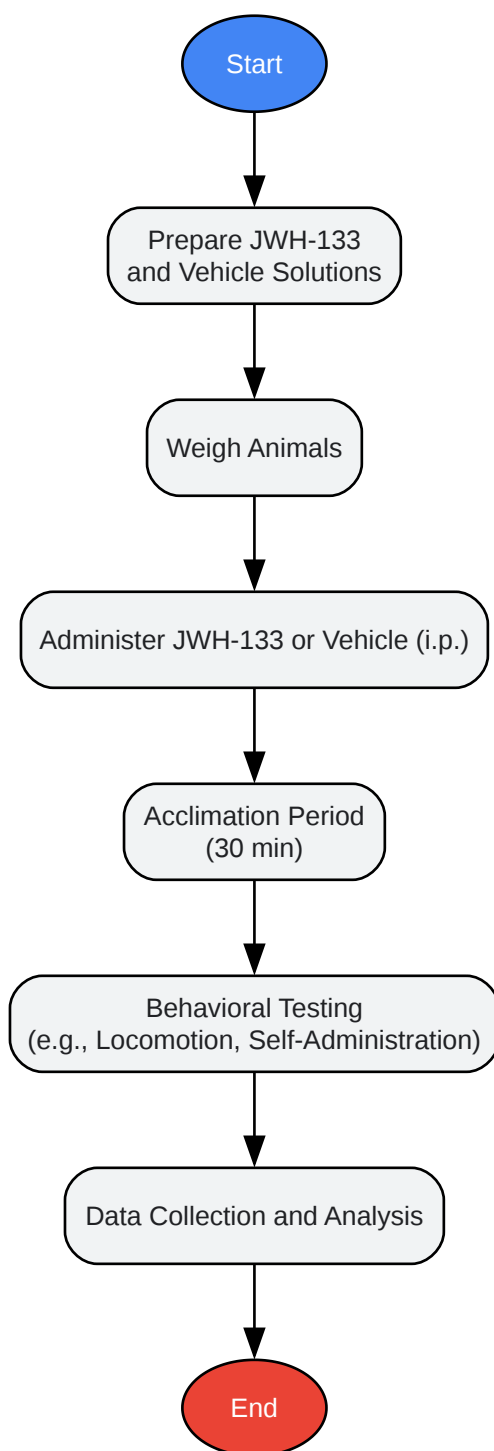 Start
Prepare JWH-133
and Vehicle Solutions
Weigh Animals
Administer JWH-133 or Vehicle (i.p.)
Acclimation Period
(30 min)
Behavioral Testing
(e.g., Locomotion, Self-Administration)
Data Collection and Analysis
End